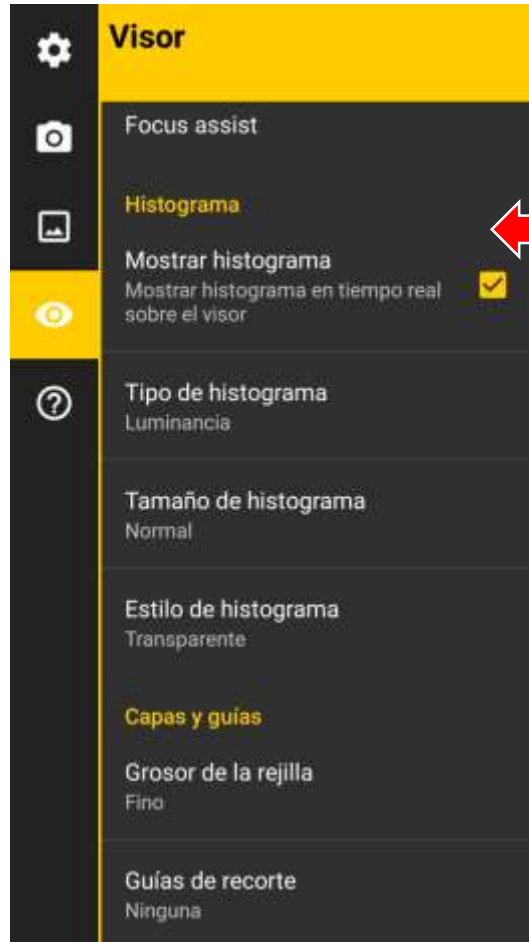 Visor
Focus assist
Histograma
Mostrar histograma
Mostrar histograma en tiempo real
sobre el visor
Tipo de histograma
Luminancia
Tamaño de histograma
Normal
Estilo de histograma
Transparente
Capas y guías
Grosor de la rejilla
Fino
Guías de recorte
Ninguna